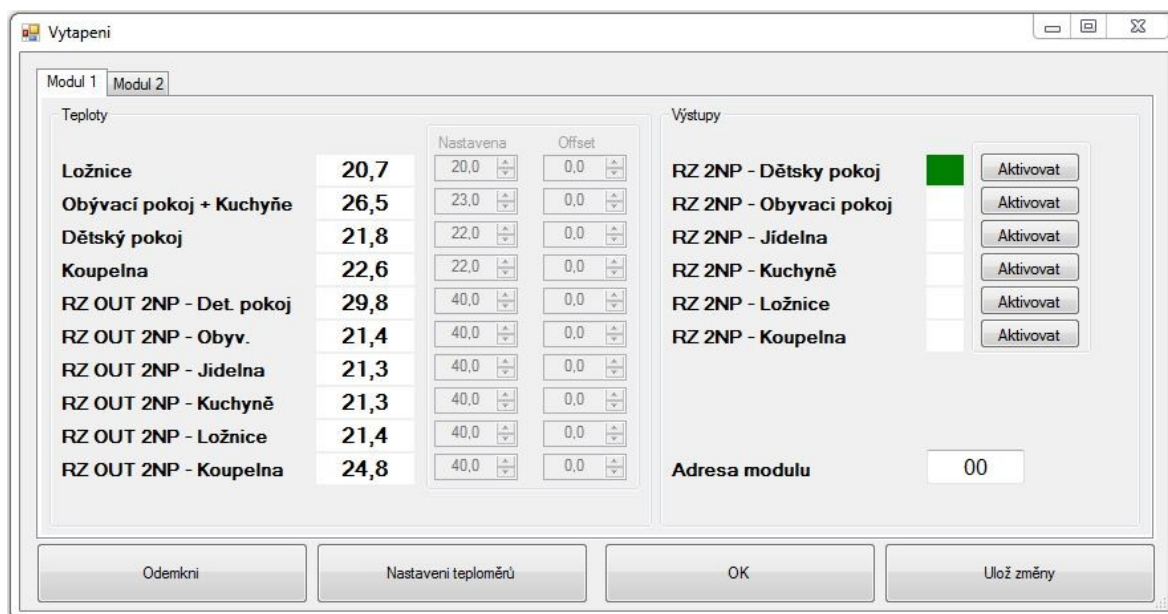 Vytapeni
Modul 1 Modul 2
Teploty
Nastavena Offset
Ložnice 20,7 20,0 0,0
Obývací pokoj + Kuchyňe 26,5 23,0 0,0
Dětský pokoj 21,8 22,0 0,0
Koupelna 22,6 22,0 0,0
RZ OUT 2NP - Det. pokoj 29,8 40,0 0,0
RZ OUT 2NP - Obyv. 21,4 40,0 0,0
RZ OUT 2NP - Jidelna 21,3 40,0 0,0
RZ OUT 2NP - Kuchyně 21,3 40,0 0,0
RZ OUT 2NP - Ložnice 21,4 40,0 0,0
RZ OUT 2NP - Koupelna 24,8 40,0 0,0
Výstupy
RZ 2NP - Dětsky pokoj Aktivovat
RZ 2NP - Obyvaci pokoj Aktivovat
RZ 2NP - Jídelna Aktivovat
RZ 2NP - Kuchyně Aktivovat
RZ 2NP - Ložnice Aktivovat
RZ 2NP - Koupelna Aktivovat
Adresa modulu 00
Odemkni Nastaveni teploměrů OK Ulož změny